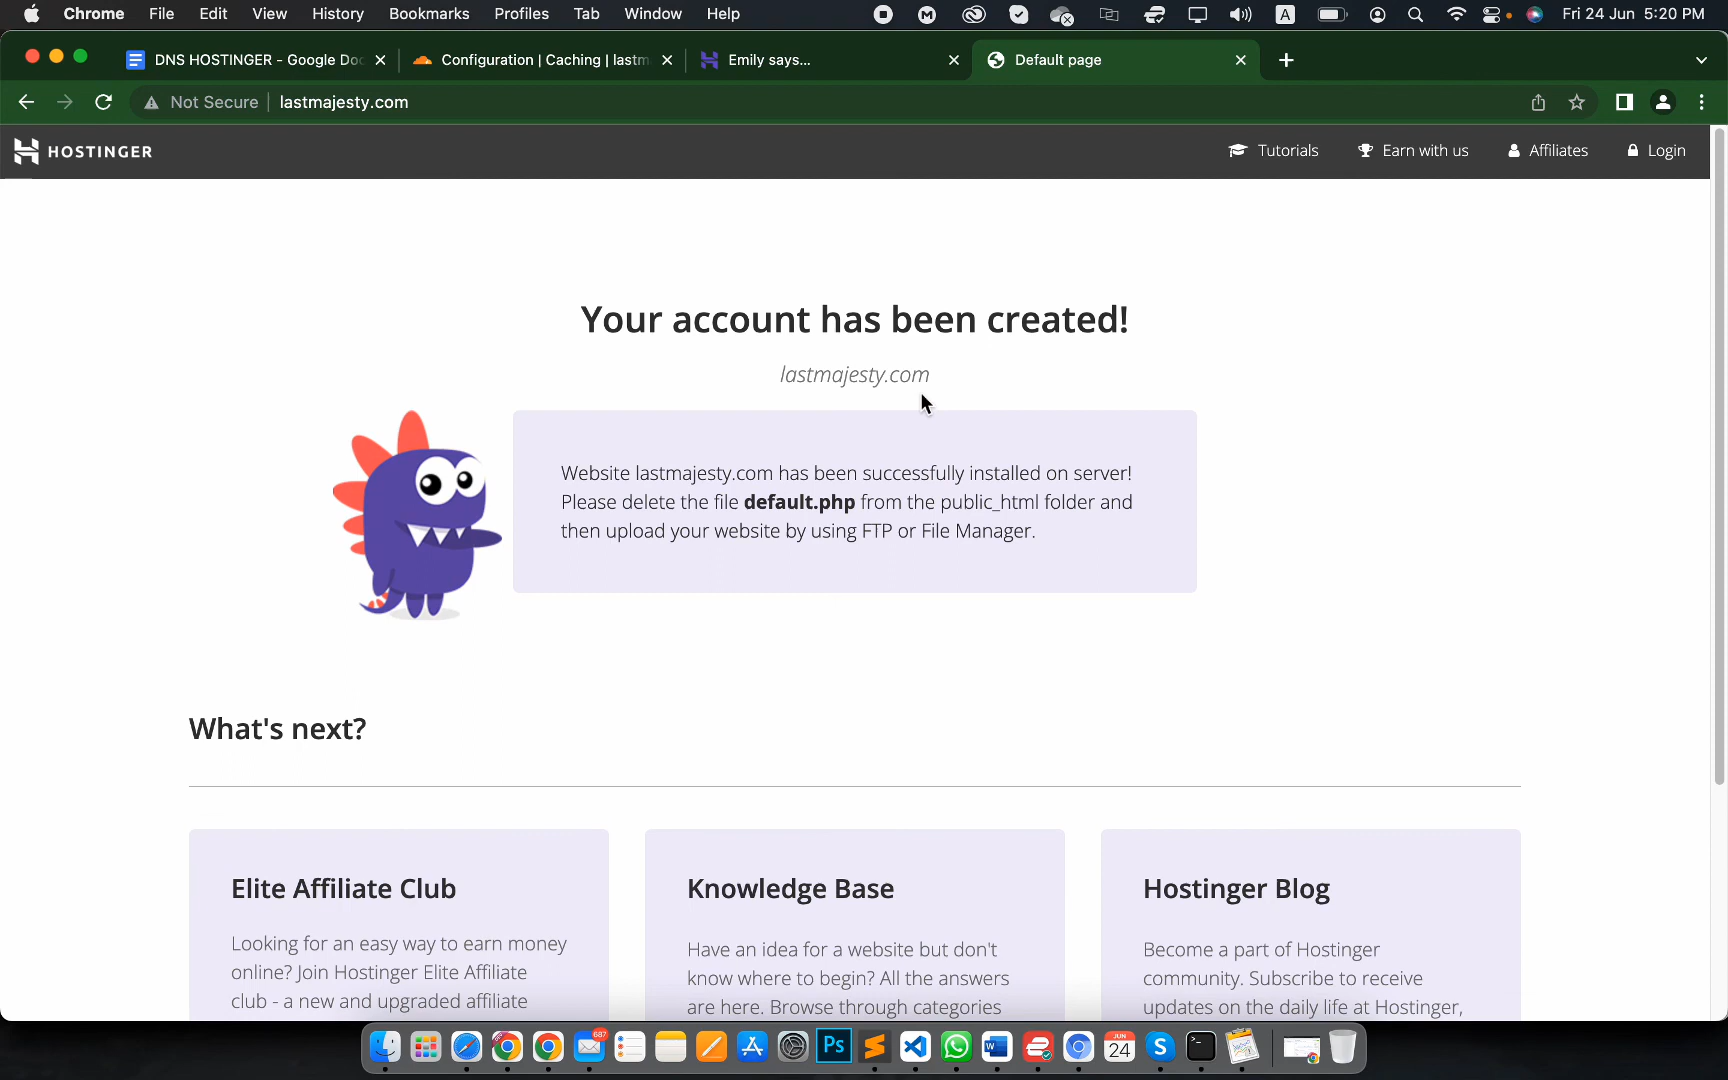 Chrome File Edit View History Bookmarks Profiles Tab Window Help A Fri 24 Jun 5:20 PM
DNS HOSTINGER - Google Doc Configuration | Caching | lastm Emily says... Default page
Not Secure lastmajesty.com
HOSTINGER Tutorials Earn with us Affiliates Login
Your account has been created!
lastmajesty.com
Website lastmajesty.com has been successfully installed on server!
Please delete the file default.php from the public_html folder and
then upload your website by using FTP or File Manager.
What's next?
Elite Affiliate Club
Looking for an easy way to earn money
online? Join Hostinger Elite Affiliate
club - a new and upgraded affiliate
Knowledge Base
Have an idea for a website but don't
know where to begin? All the answers
are here. Browse through categories
Hostinger Blog
Become a part of Hostinger
community. Subscribe to receive
updates on the daily life at Hostinger,
687 Ps W JUN 24 S